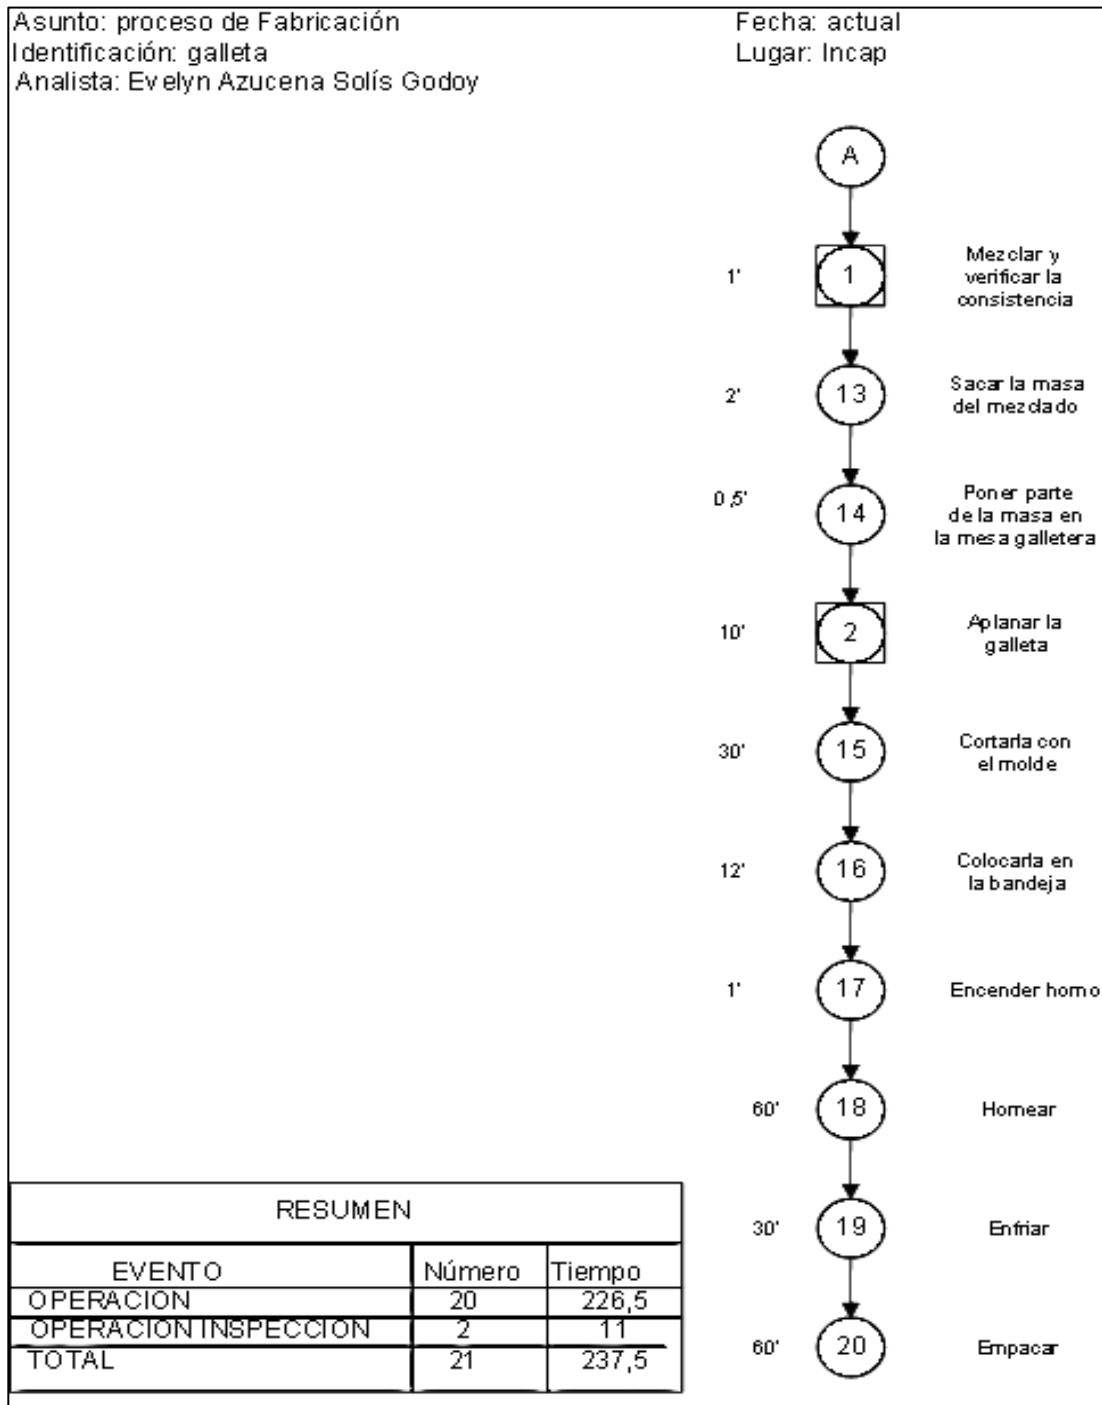 Asunto: proceso de Fabricación
Fecha: actual
Identificación: galleta
Lugar: Incap
Analista: Evelyn Azucena Solís Godoy
A
1'
1
Mezclar y
verificar la
consistencia
2'
13
Sacar la masa
del mezclado
0,5'
14
Poner parte
de la masa en
la mesa galletera
10'
2
Aplanar la
galleta
30'
15
Cortarla con
el molde
12'
16
Colocarla en
la bandeja
1'
17
Encender horno
60'
18
Hornear
30'
19
Enfriar
60'
20
Empacar
RESUMEN
EVENTO Número Tiempo
OPERACION 20 226,5
OPERACION INSPECCION 2 11
TOTAL 21 237,5